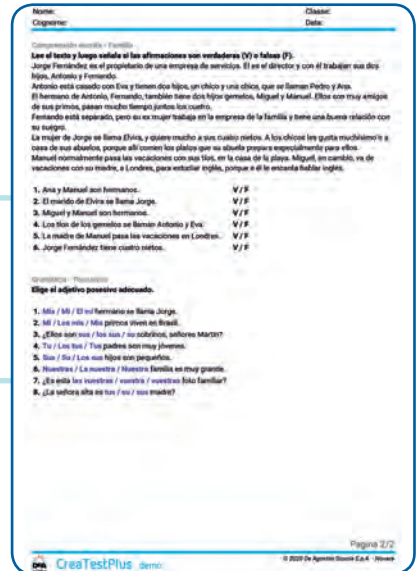 Nome: Classe:
Cognome: Data:
Comprensión escrita - Familia
Lee el texto y luego señala si las afirmaciones son verdaderas (V) o falsas (F).
Jorge Fernández es el propietario de una empresa de servicios. Él es el director y con él trabajan sus dos
hijos, Antonio y Fernando.
Antonio está casado con Eva y tienen dos hijos, un chico y una chica, que se llaman Pedro y Ana.
El hermano de Antonio, Fernando, también tiene dos hijos gemelos, Miguel y Manuel. Ellos son muy amigos
de sus primos, pasan mucho tiempo juntos los cuatro.
Fernando está separado, pero su ex mujer trabaja en la empresa de la familia y tiene una buena relación con
su suegro.
La mujer de Jorge se llama Elvira, y quiere mucho a sus cuatro nietos. A los chicos les gusta muchísimo ir a
casa de sus abuelos, porque allí comen los platos que su abuela prepara especialmente para ellos.
Manuel normalmente pasa las vacaciones con sus tíos, en la casa de la playa. Miguel, en cambio, va de
vacaciones con su madre, a Londres, para estudiar inglés, porque a él le encanta hablar inglés.
1. Ana y Manuel son hermanos. V / F
2. El marido de Elvira se llama Jorge. V / F
3. Miguel y Manuel son hermanos. V / F
4. Los tíos de los gemelos se llaman Antonio y Eva. V / F
5. La madre de Manuel pasa las vacaciones en Londres. V / F
6. Jorge Fernández tiene cuatro nietos. V / F
Elige el adjetivo posesivo adecuado.
1. Mis / Mi / El mi hermano se llama Jorge.
2. Mi / Los mis / Mis primos viven en Brasil.
3. ¿Ellos son sus / los sus / su sobrinos, señores Martín?
4. Tu / Los tus / Tus padres son muy jóvenes.
5. Sus / Su / Los sus hijos son pequeños.
6. Nuestras / La nuestra / Nuestra familia es muy grande.
7. ¿Es esta las vuestras / vuestra / vuestras foto familiar?
8. ¿La señora alta es tus / su / sus madre?
Pagina 2/2
DEA CreaTestPlus demo © 2020 De Agostini Scuola S.p.A. - Novara